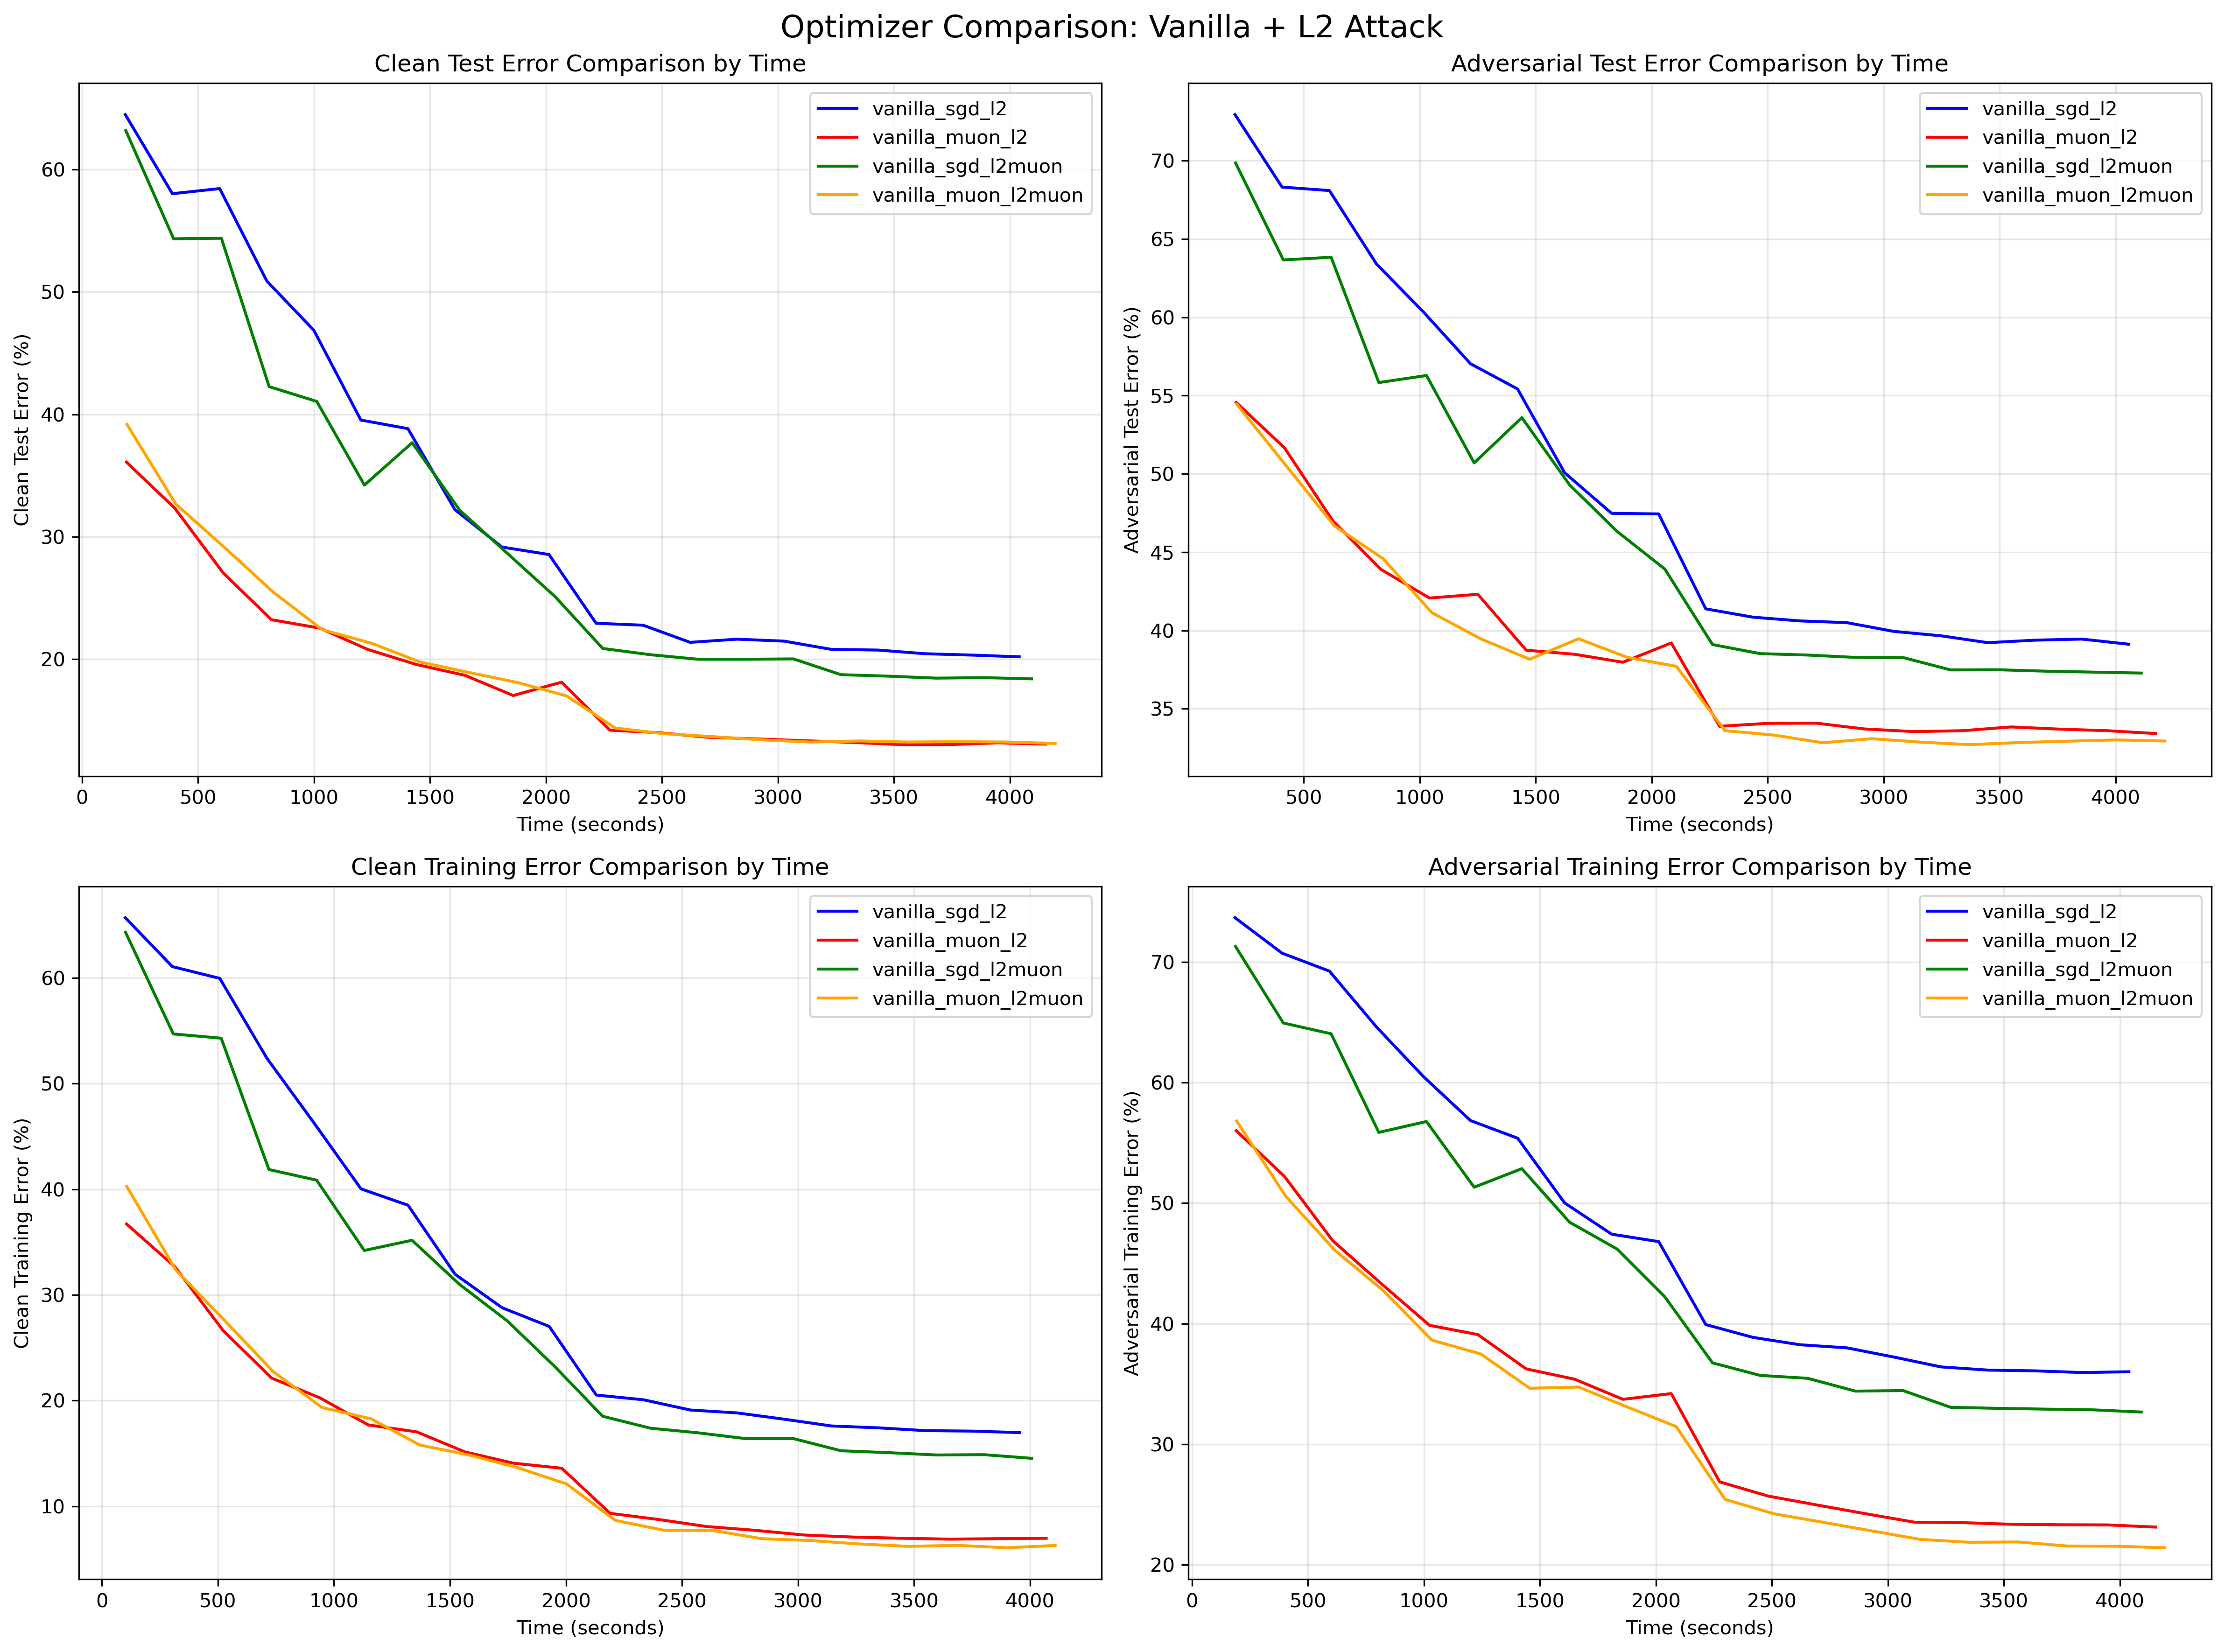 Optimizer Comparison: Vanilla + L2 Attack
Clean Test Error Comparison by Time
Clean Test Error (%)
60
50
40
30
20
0 500 1000 1500 2000 2500 3000 3500 4000
Time (seconds)
vanilla_sgd_l2
vanilla_muon_l2
vanilla_sgd_l2muon
vanilla_muon_l2muon
Adversarial Test Error Comparison by Time
Adversarial Test Error (%)
70
65
60
55
50
45
40
35
500 1000 1500 2000 2500 3000 3500 4000
Time (seconds)
vanilla_sgd_l2
vanilla_muon_l2
vanilla_sgd_l2muon
vanilla_muon_l2muon
Clean Training Error Comparison by Time
Clean Training Error (%)
60
50
40
30
20
10
0 500 1000 1500 2000 2500 3000 3500 4000
Time (seconds)
vanilla_sgd_l2
vanilla_muon_l2
vanilla_sgd_l2muon
vanilla_muon_l2muon
Adversarial Training Error Comparison by Time
Adversarial Training Error (%)
70
60
50
40
30
20
0 500 1000 1500 2000 2500 3000 3500 4000
Time (seconds)
vanilla_sgd_l2
vanilla_muon_l2
vanilla_sgd_l2muon
vanilla_muon_l2muon